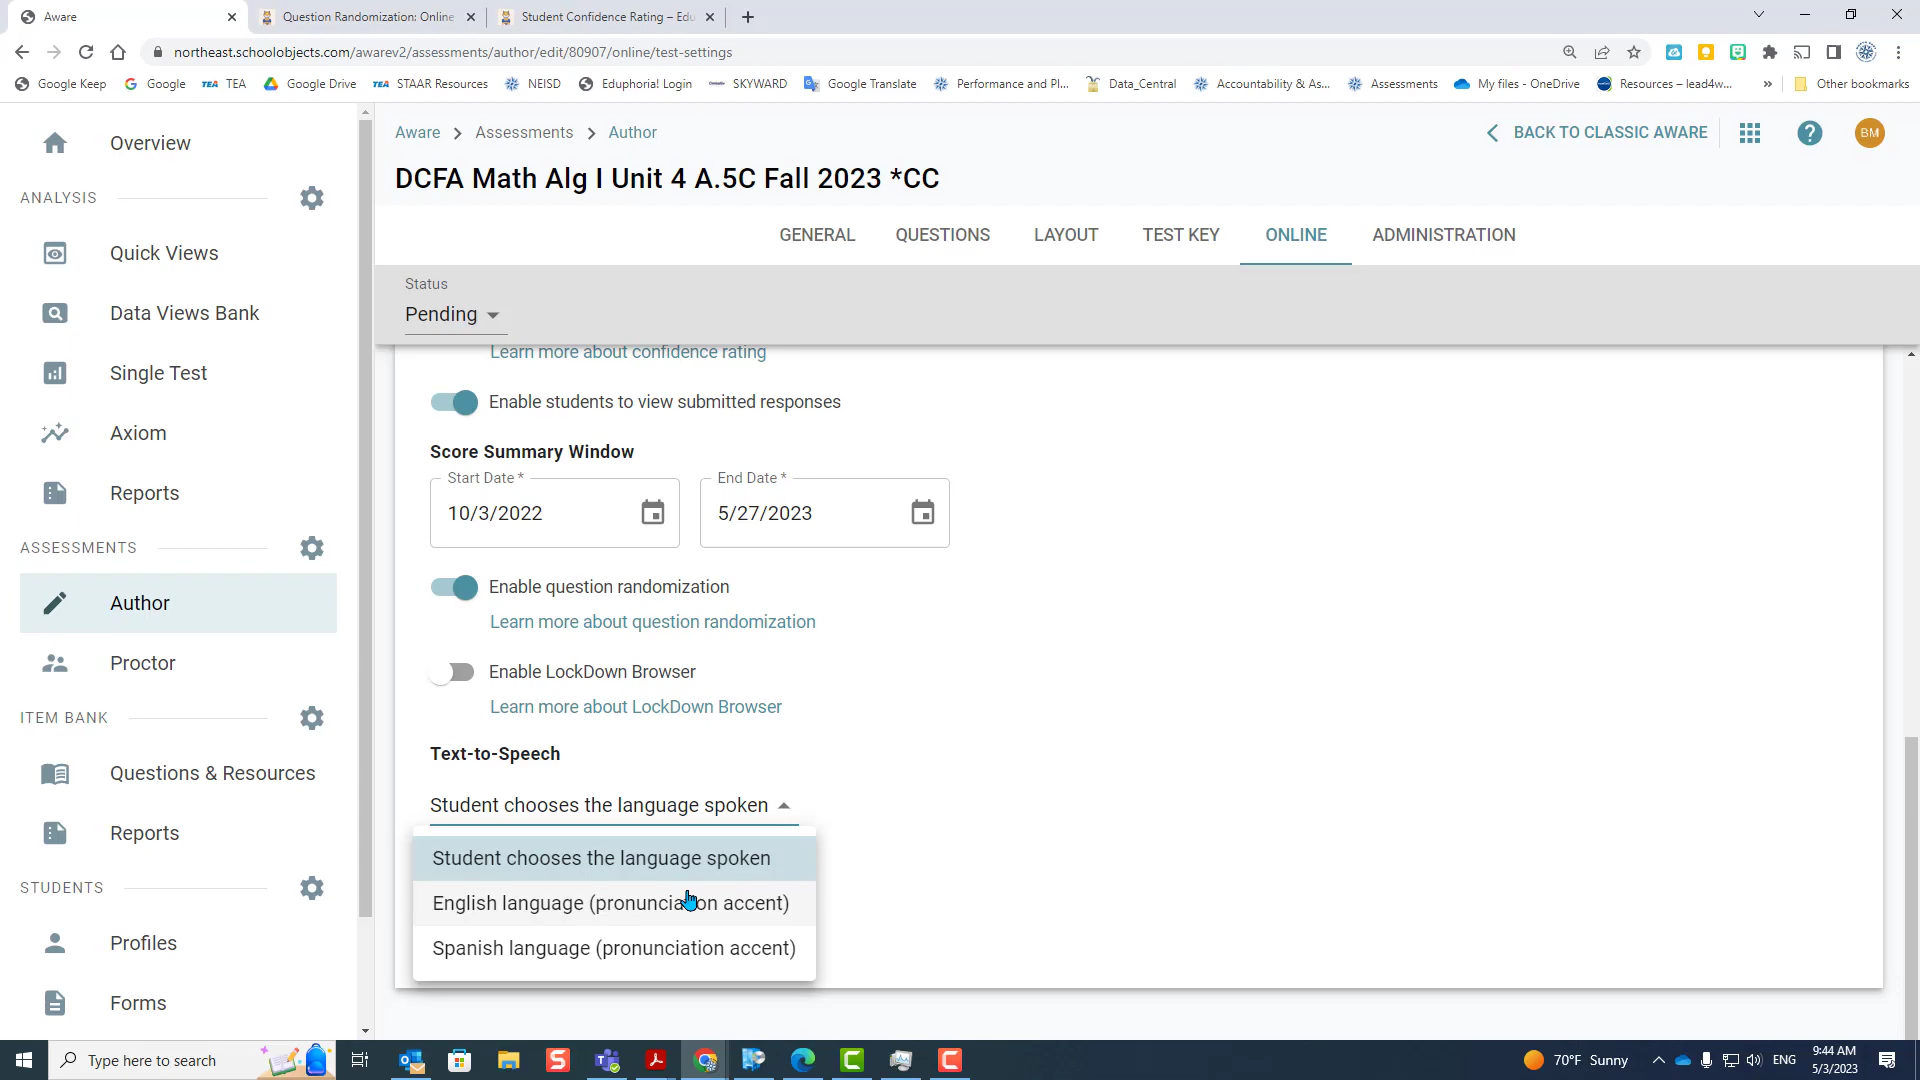 Aware
Question Randomization: Online
Student Confidence Rating – Edu
northeast.schoolobjects.com/awarev2/assessments/author/edit/80907/online/test-settings
Google Keep
Google
TEA TEA
Google Drive
TEA STAAR Resources
NEISD
Eduphoria! Login
SKYWARD
Google Translate
Performance and Pl...
Data_Central
Accountability & As...
Assessments
My files - OneDrive
Resources – lead4w...
»
Other bookmarks
Overview
ANALYSIS
Quick Views
Data Views Bank
Single Test
Axiom
Reports
ASSESSMENTS
Author
Proctor
ITEM BANK
Questions & Resources
Reports
STUDENTS
Profiles
Forms
Aware > Assessments > Author
BACK TO CLASSIC AWARE
?
BM
DCFA Math Alg I Unit 4 A.5C Fall 2023 *CC
GENERAL
QUESTIONS
LAYOUT
TEST KEY
ONLINE
ADMINISTRATION
Status
Pending
Learn more about confidence rating
Enable students to view submitted responses
Score Summary Window
Start Date *
10/3/2022
End Date *
5/27/2023
Enable question randomization
Learn more about question randomization
Enable LockDown Browser
Learn more about LockDown Browser
Text-to-Speech
Student chooses the language spoken
Student chooses the language spoken
English language (pronunciation accent)
Spanish language (pronunciation accent)
Type here to search
70°F Sunny
ENG
9:44 AM
5/3/2023